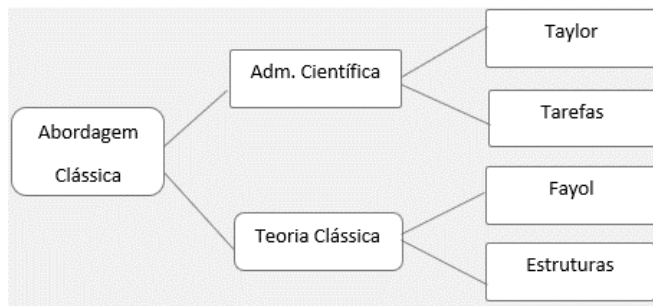 Abordagem
Clássica
Adm. Científica
Taylor
Tarefas
Teoria Clássica
Fayol
Estruturas